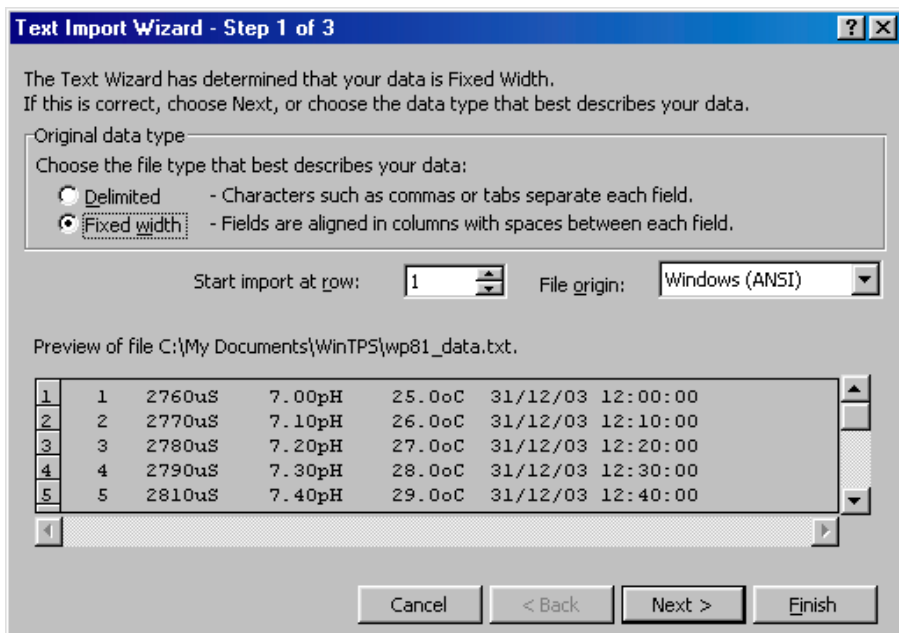 Text Import Wizard - Step 1 of 3
The Text Wizard has determined that your data is Fixed Width.
If this is correct, choose Next, or choose the data type that best describes your data.
Original data type
Choose the file type that best describes your data:
Delimited - Characters such as commas or tabs separate each field.
Fixed width - Fields are aligned in columns with spaces between each field.
Start import at row: 1 File origin: Windows (ANSI)
Preview of file C:\My Documents\WinTPS\wp81_data.txt.
1 1 2760uS 7.00pH 25.0oC 31/12/03 12:00:00
2 2 2770uS 7.10pH 26.0oC 31/12/03 12:10:00
3 3 2780uS 7.20pH 27.0oC 31/12/03 12:20:00
4 4 2790uS 7.30pH 28.0oC 31/12/03 12:30:00
5 5 2810uS 7.40pH 29.0oC 31/12/03 12:40:00
Cancel < Back Next > Finish